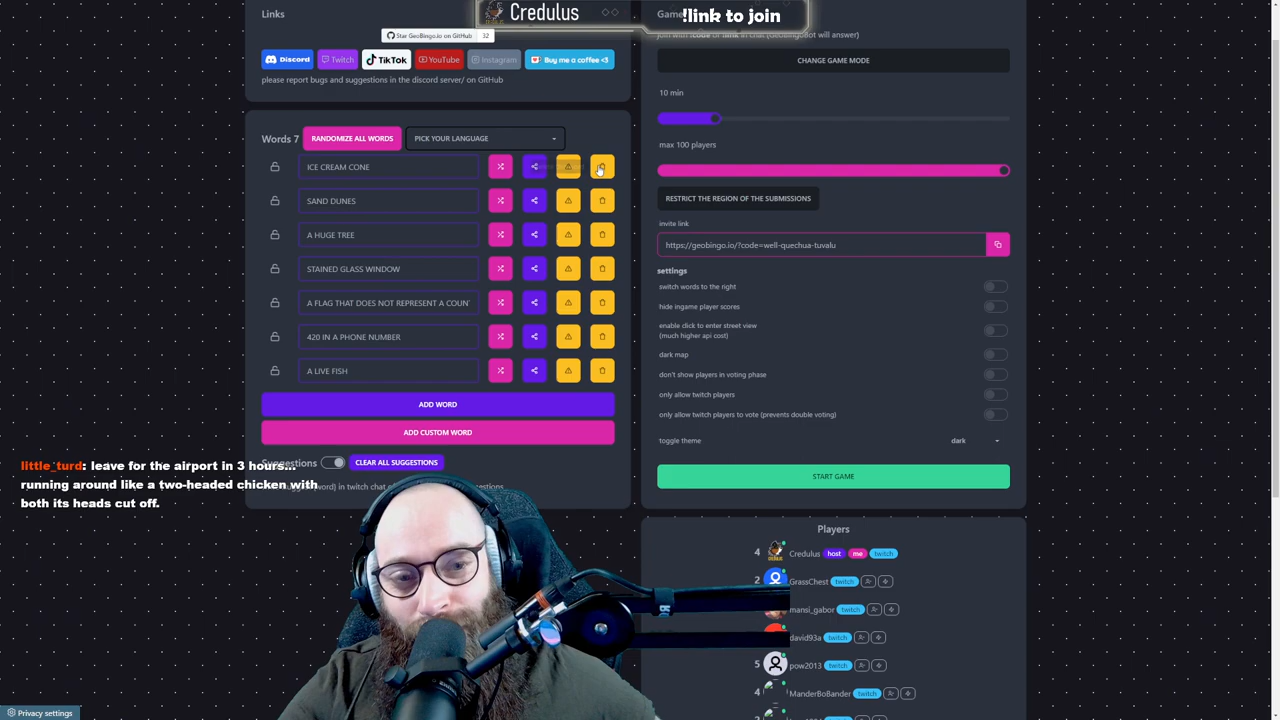 Credulus
!link to join
Links
Star GeoBingo.io on GitHub
32
Discord
Twitch
TikTok
YouTube
Instagram
Buy me a coffee <3
please report bugs and suggestions in the discord server/ on GitHub
Words 7
RANDOMIZE ALL WORDS
PICK YOUR LANGUAGE
ICE CREAM CONE
SAND DUNES
A HUGE TREE
STAINED GLASS WINDOW
A FLAG THAT DOES NOT REPRESENT A COUN
420 IN A PHONE NUMBER
A LIVE FISH
ADD WORD
ADD CUSTOM WORD
Suggestions
CLEAR ALL SUGGESTIONS
little_turd: leave for the airport in 3 hours...
running around like a two-headed chicken with
both its heads cut off.
CHANGE GAME MODE
10 min
max 100 players
RESTRICT THE REGION OF THE SUBMISSIONS
invite link
https://geobingo.io/?code=well-quechua-tuvalu
settings
switch words to the right
hide ingame player scores
enable click to enter street view
(much higher api cost)
dark map
don't show players in voting phase
only allow twitch players
only allow twitch players to vote (prevents double voting)
toggle theme
dark
START GAME
Players
4 Credulus host me twitch
2 GrassChest twitch
mansi_gabor twitch
david93a twitch
5 pow2013 twitch
4 ManderBoBander twitch
Privacy settings